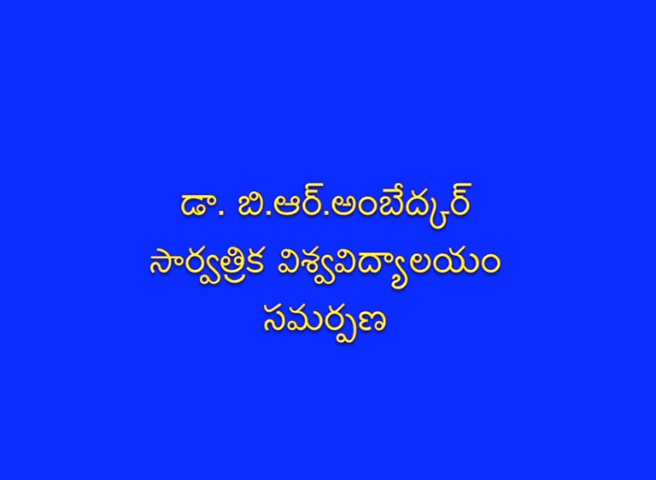 డా. బి.ఆర్.అంబేద్కర్
సార్వత్రిక విశ్వవిద్యాలయం
సమర్పణ